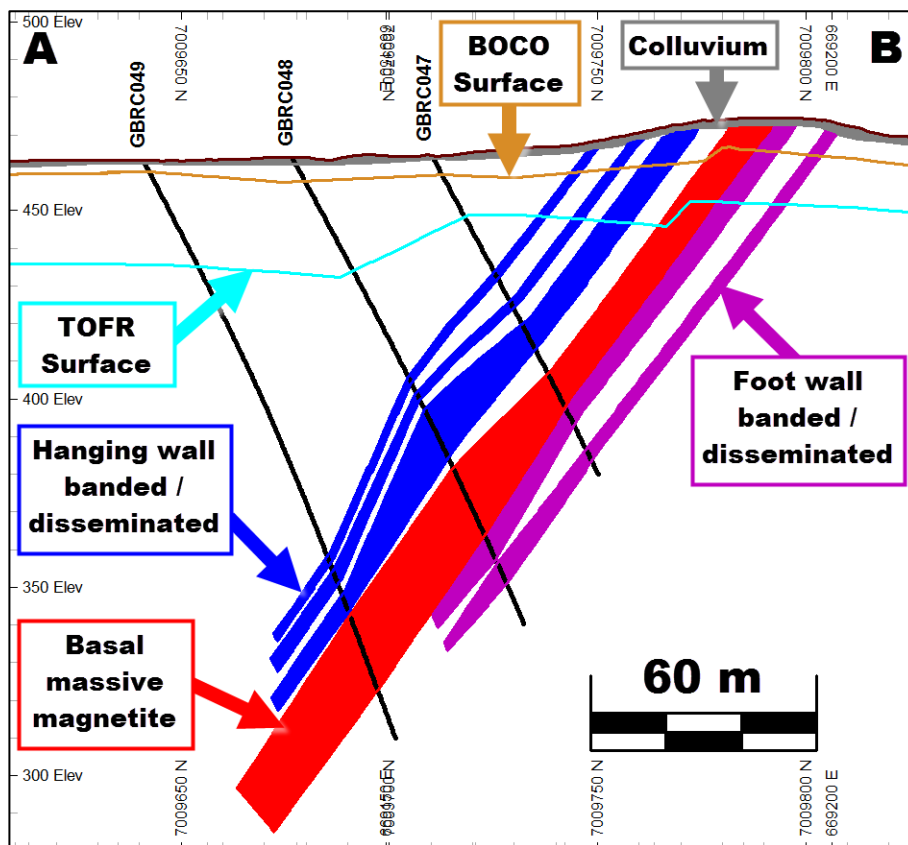 500 Elev
A
7009650 N
7009700 N
BOCO
Surface
7009750 N
Colluvium
7009800 N
669200 E
B
GBRC049
GBRC048
GBRC047
450 Elev
TOFR
Surface
400 Elev
Foot wall
banded /
disseminated
Hanging wall
banded /
disseminated
350 Elev
Basal
massive
magnetite
60 m
300 Elev
7009650 N
7009700 N
7009750 N
7009800 N
669200 E